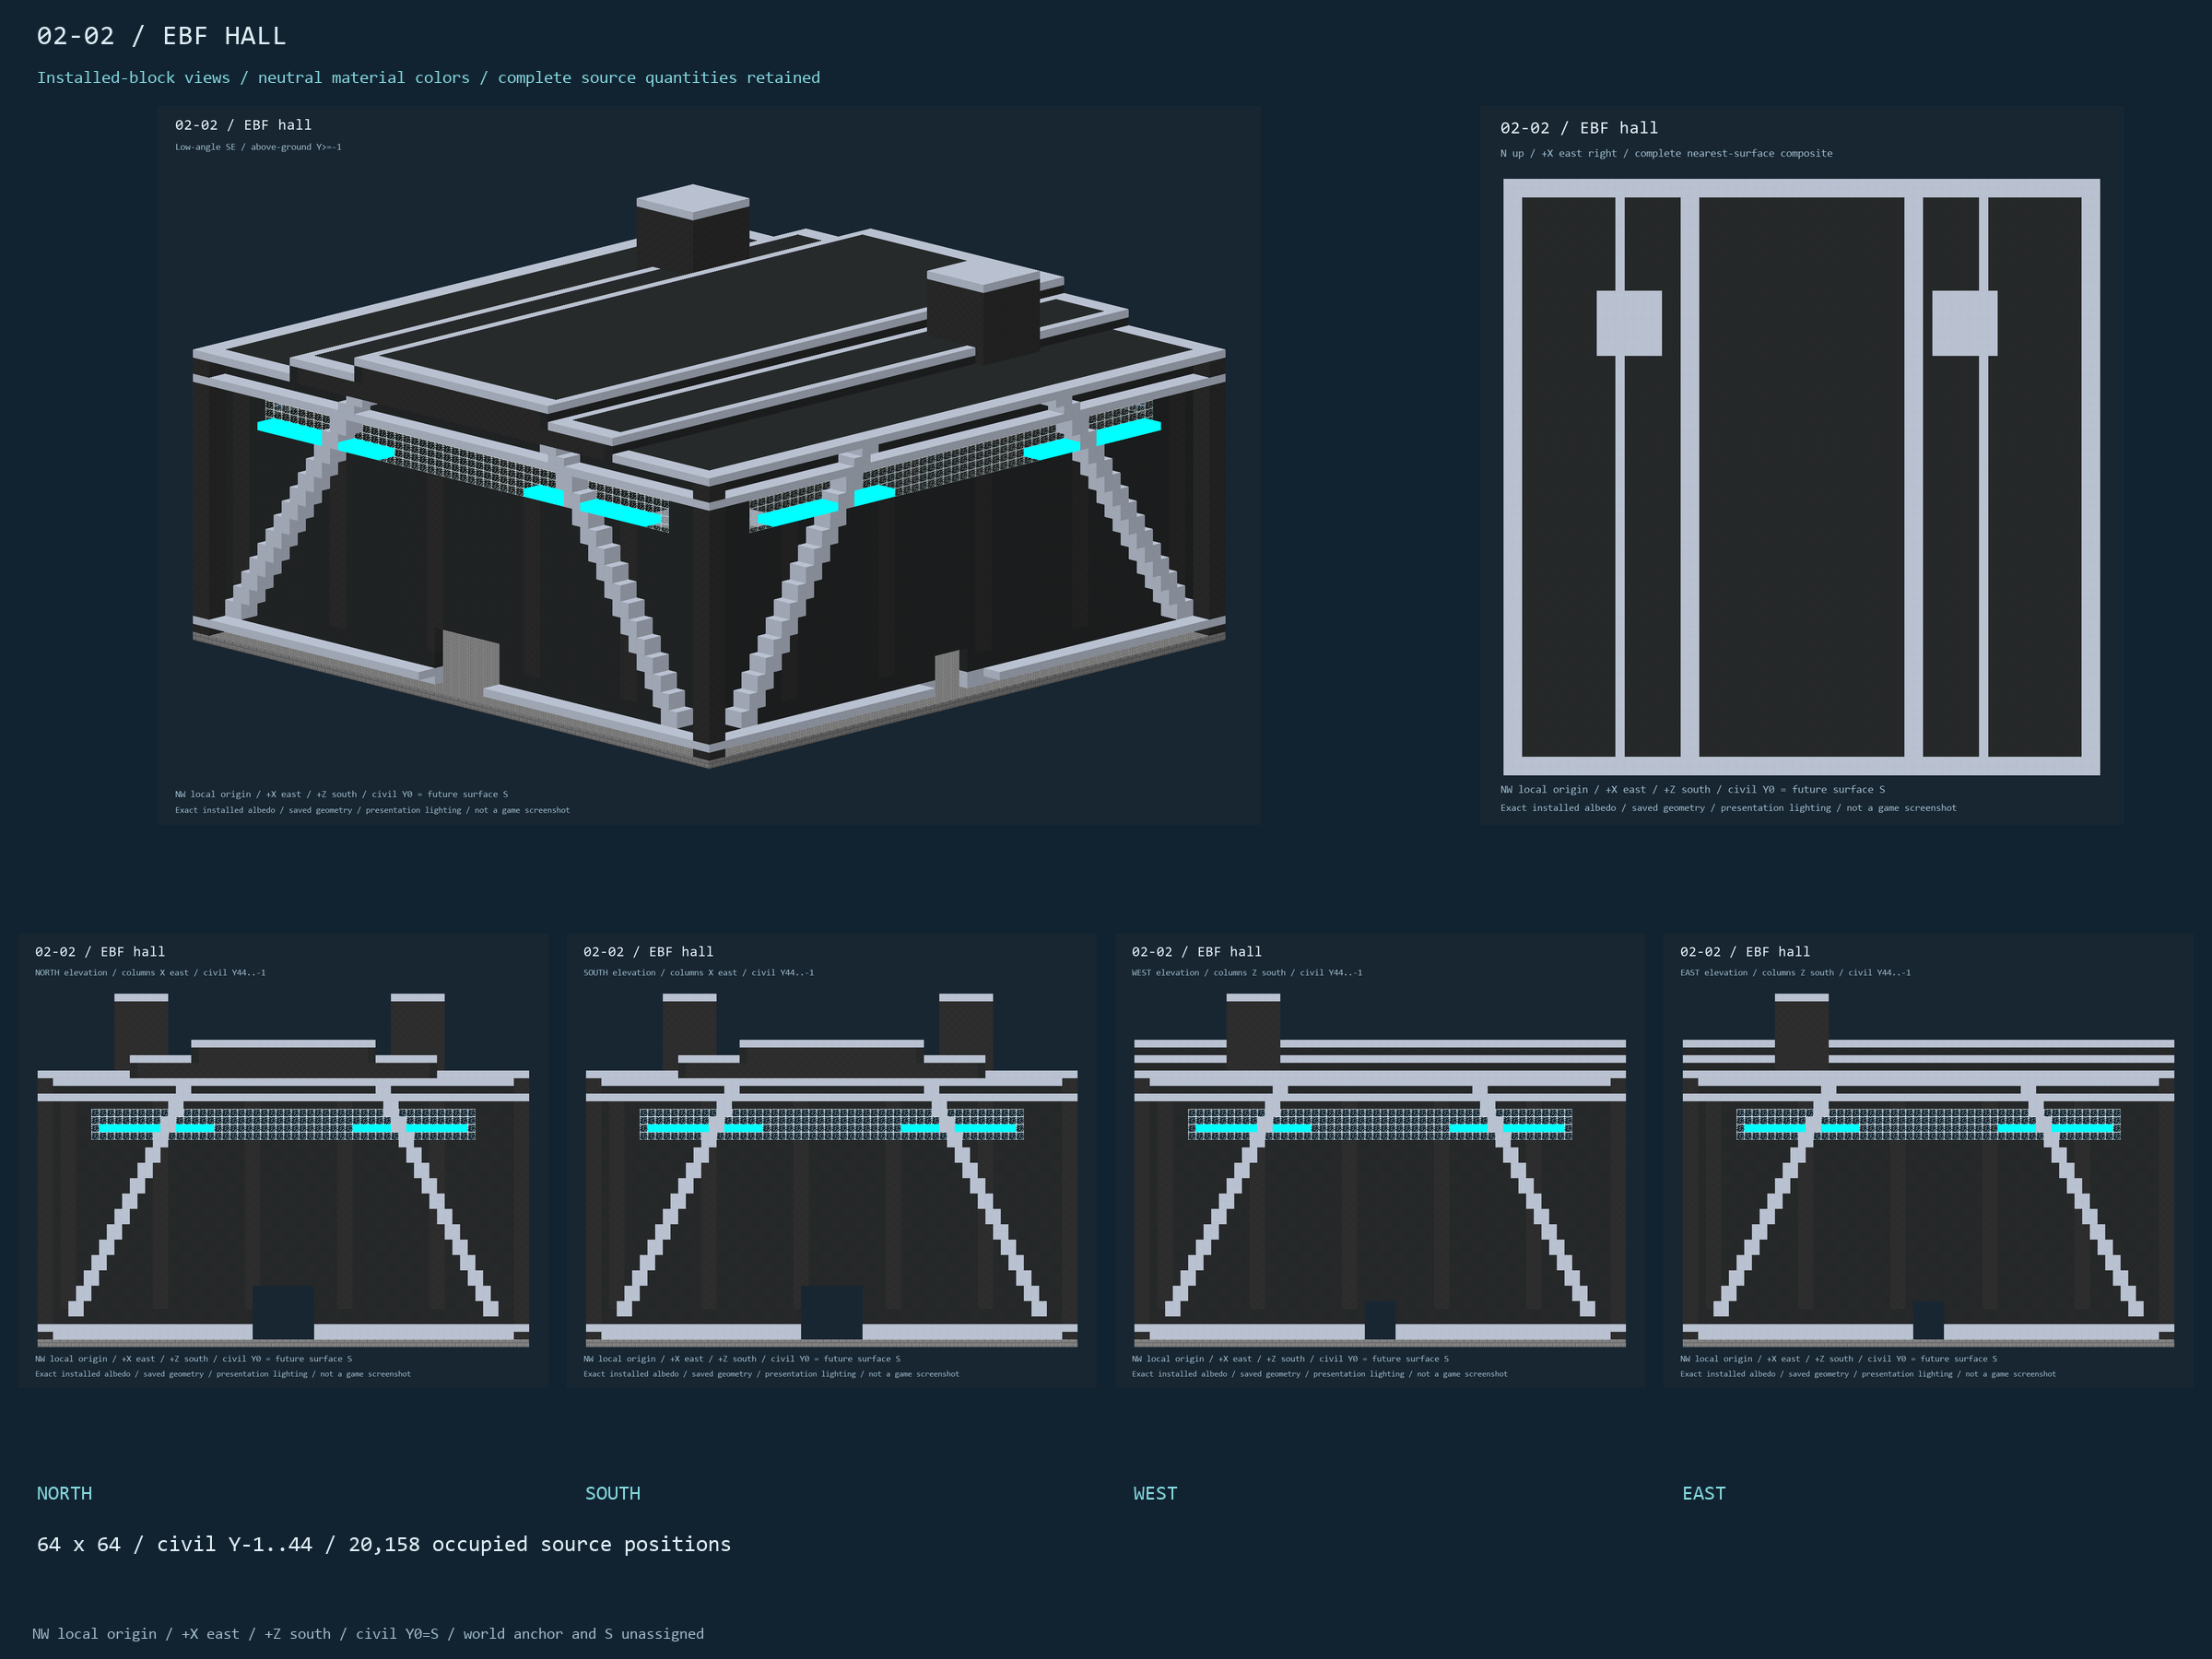 02-02 / EBF HALL
Installed-block views / neutral material colors / complete source quantities retained
02-02 / EBF hall
Low-angle SE / above-ground Y>=-1
NW local origin / +X east / +Z south / civil Y0 = future surface S
Exact installed albedo / saved geometry / presentation lighting / not a game screenshot
02-02 / EBF hall
N up / +X east right / complete nearest-surface composite
NW local origin / +X east / +Z south / civil Y0 = future surface S
Exact installed albedo / saved geometry / presentation lighting / not a game screenshot
02-02 / EBF hall
NORTH elevation / columns X east / civil Y44..-1
NW local origin / +X east / +Z south / civil Y0 = future surface S
Exact installed albedo / saved geometry / presentation lighting / not a game screenshot
02-02 / EBF hall
SOUTH elevation / columns X east / civil Y44..-1
NW local origin / +X east / +Z south / civil Y0 = future surface S
Exact installed albedo / saved geometry / presentation lighting / not a game screenshot
02-02 / EBF hall
WEST elevation / columns Z south / civil Y44..-1
NW local origin / +X east / +Z south / civil Y0 = future surface S
Exact installed albedo / saved geometry / presentation lighting / not a game screenshot
02-02 / EBF hall
EAST elevation / columns Z south / civil Y44..-1
NW local origin / +X east / +Z south / civil Y0 = future surface S
Exact installed albedo / saved geometry / presentation lighting / not a game screenshot
NORTH
SOUTH
WEST
EAST
64 x 64 / civil Y-1..44 / 20,158 occupied source positions
NW local origin / +X east / +Z south / civil Y0=S / world anchor and S unassigned